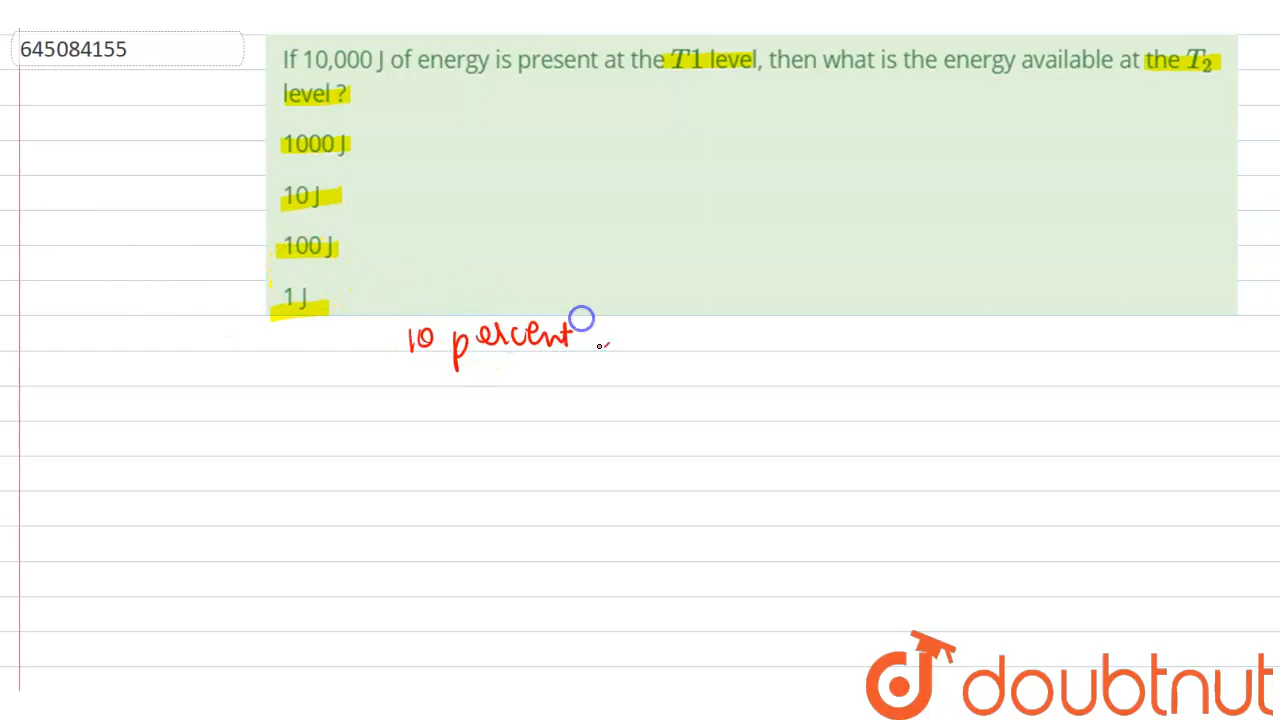 645084155
If 10,000 J of energy is present at the T1 level, then what is the energy available at the T₂
level ?
1000 J
10 J
100 J
1 J
10 percent
doubtnut